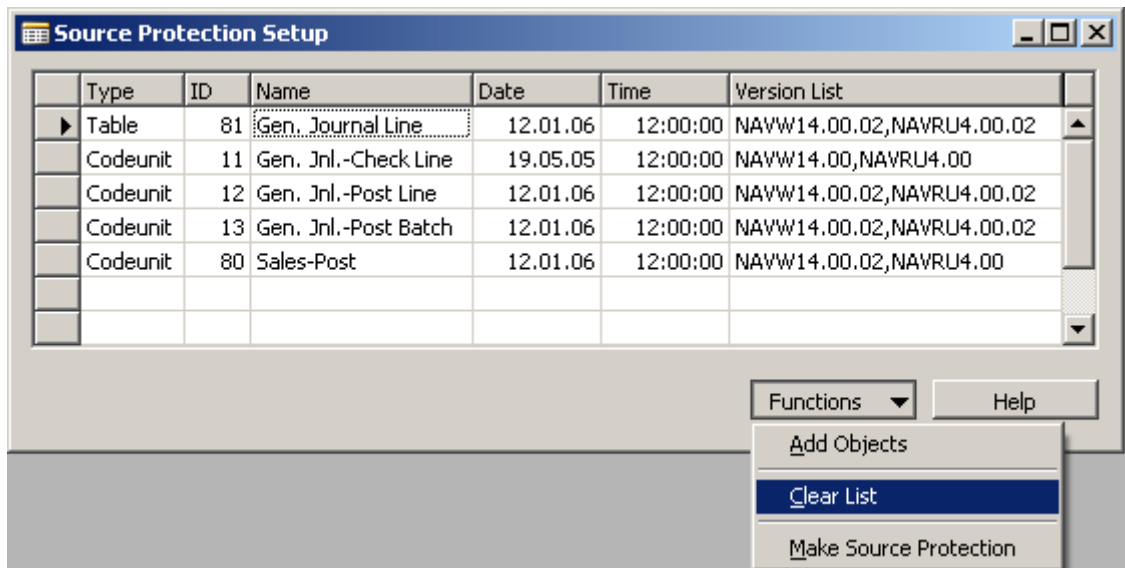 Source Protection Setup
Type ID Name Date Time Version List
Table 81 Gen. Journal Line 12.01.06 12:00:00 NAVW14.00.02,NAVRU4.00.02
Codeunit 11 Gen. Jnl.-Check Line 19.05.05 12:00:00 NAVW14.00,NAVRU4.00
Codeunit 12 Gen. Jnl.-Post Line 12.01.06 12:00:00 NAVW14.00.02,NAVRU4.00.02
Codeunit 13 Gen. Jnl.-Post Batch 12.01.06 12:00:00 NAVW14.00.02,NAVRU4.00.02
Codeunit 80 Sales-Post 12.01.06 12:00:00 NAVW14.00.02,NAVRU4.00
Functions Help
Add Objects
Clear List
Make Source Protection